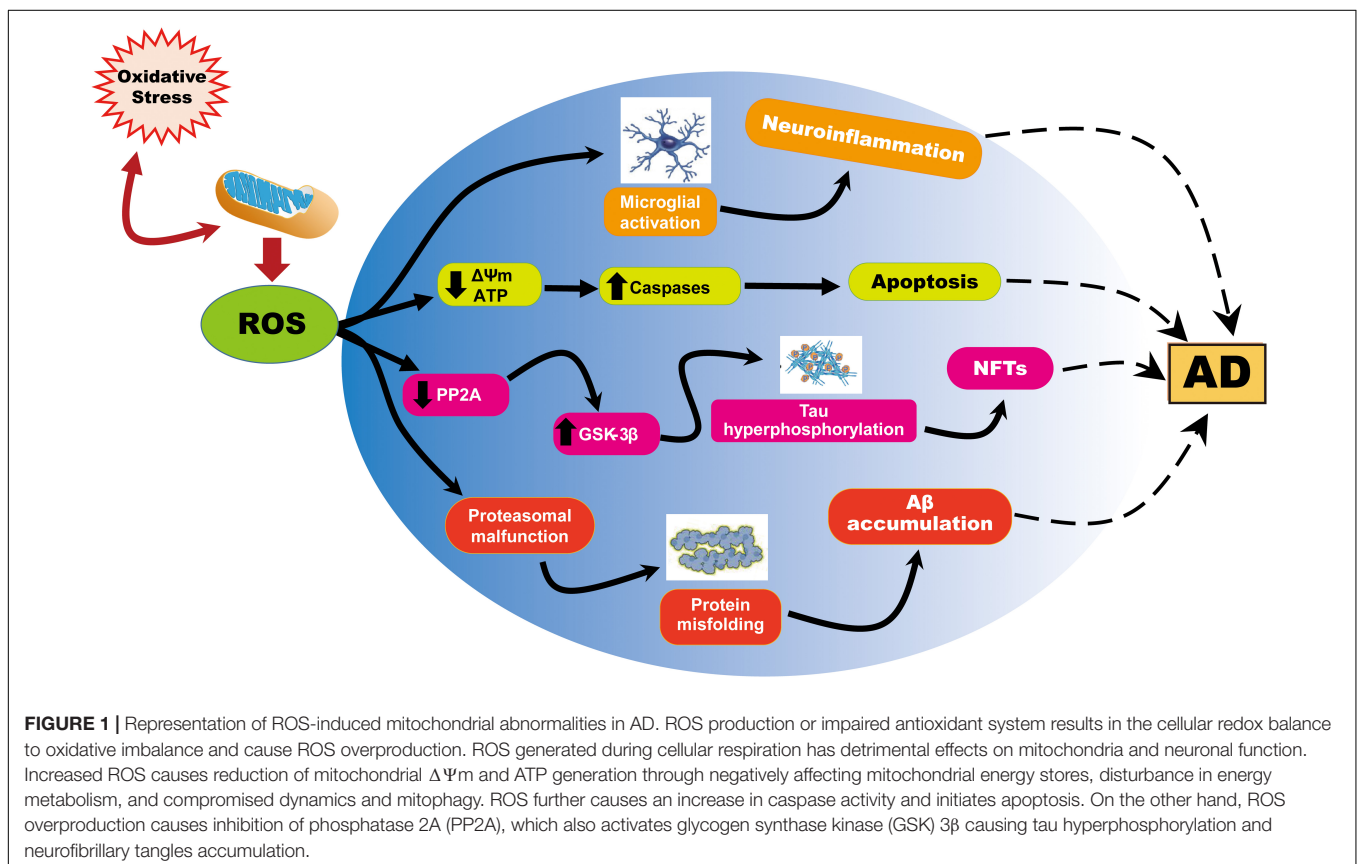 Oxidative
Stress
ROS
Microglial
activation
Neuroinflammation
ΔΨm
ATP
Caspases
Apoptosis
PP2A
GSK-3β
Tau
hyperphosphorylation
NFTs
AD
Proteasomal
malfunction
Protein
misfolding
Aβ
accumulation
FIGURE 1 | Representation of ROS-induced mitochondrial abnormalities in AD. ROS production or impaired antioxidant system results in the cellular redox balance
to oxidative imbalance and cause ROS overproduction. ROS generated during cellular respiration has detrimental effects on mitochondria and neuronal function.
Increased ROS causes reduction of mitochondrial ΔΨm and ATP generation through negatively affecting mitochondrial energy stores, disturbance in energy
metabolism, and compromised dynamics and mitophagy. ROS further causes an increase in caspase activity and initiates apoptosis. On the other hand, ROS
overproduction causes inhibition of phosphatase 2A (PP2A), which also activates glycogen synthase kinase (GSK) 3β causing tau hyperphosphorylation and
neurofibrillary tangles accumulation.